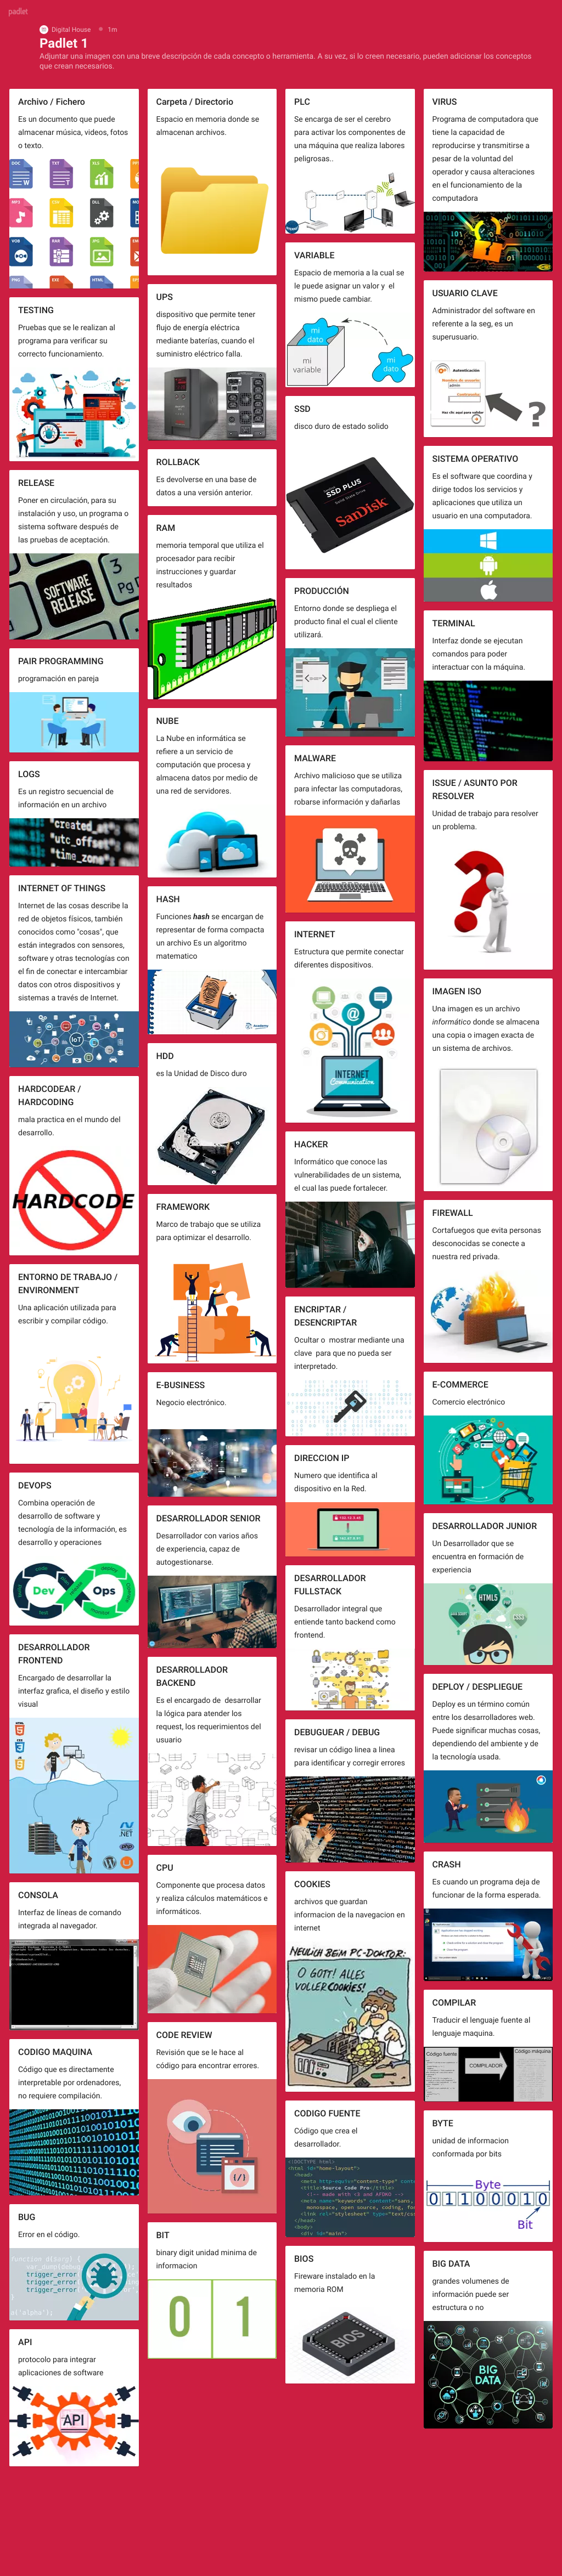 padlet
Digital House
1m
Padlet 1
Adjuntar una imagen con una breve descripción de cada concepto o herramienta. A su vez, si lo creen necesario, pueden adicionar los conceptos
que crean necesarios.
Archivo / Fichero
Es un documento que puede
almacenar música, videos, fotos
o texto.
DOC
TXT
XLS
MP3
DLL
PNG
EXE
HTML
TESTING
Pruebas que se le realizan al
programa para verificar su
correcto funcionamiento.
RELEASE
Poner en circulación, para su
instalación y uso, un programa o
sistema software después de
las pruebas de aceptación.
SOFTWARE
RELEASE
PAIR PROGRAMMING
programación en pareja
LOGS
Es un registro secuencial de
información en un archivo
created_
utc_offse
time_zone
INTERNET OF THINGS
Internet de las cosas describe la
red de objetos físicos, también
conocidos como "cosas", que
están integrados con sensores,
software y otras tecnologías con
el fin de conectar e intercambiar
datos con otros dispositivos y
sistemas a través de Internet.
IoT
HARDCODEAR /
HARDCODING
mala practica en el mundo del
desarrollo.
HARDCODE
ENTORNO DE TRABAJO /
ENVIRONMENT
Una aplicación utilizada para
escribir y compilar código.
DEVOPS
Combina operación de
desarrollo de software y
tecnología de la información, es
desarrollo y operaciones
Dev
Ops
DESARROLLADOR
FRONTEND
Encargado de desarrollar la
interfaz grafica, el diseño y estilo
visual
.NET
CONSOLA
Interfaz de líneas de comando
integrada al navegador.
CODIGO MAQUINA
Código que es directamente
interpretable por ordenadores,
no requiere compilación.
BUG
Error en el código.
trigger_error
trigger_error
trigger_error
API
protocolo para integrar
aplicaciones de software
API
Carpeta / Directorio
Espacio en memoria donde se
almacenan archivos.
UPS
dispositivo que permite tener
flujo de energía eléctrica
mediante baterías, cuando el
suministro eléctrico falla.
ROLLBACK
Es devolverse en una base de
datos a una versión anterior.
RAM
memoria temporal que utiliza el
procesador para recibir
instrucciones y guardar
resultados
NUBE
La Nube en informática se
refiere a un servicio de
computación que procesa y
almacena datos por medio de
una red de servidores.
HASH
Funciones hash se encargan de
representar de forma compacta
un archivo Es un algoritmo
matematico
HDD
es la Unidad de Disco duro
FRAMEWORK
Marco de trabajo que se utiliza
para optimizar el desarrollo.
E-BUSINESS
Negocio electrónico.
DESARROLLADOR SENIOR
Desarrollador con varios años
de experiencia, capaz de
autogestionarse.
DESARROLLADOR
BACKEND
Es el encargado de desarrollar
la lógica para atender los
request, los requerimientos del
usuario
CPU
Componente que procesa datos
y realiza cálculos matemáticos e
informáticos.
CODE REVIEW
Revisión que se le hace al
código para encontrar errores.
BIT
binary digit unidad minima de
informacion
0 1
PLC
Se encarga de ser el cerebro
para activar los componentes de
una máquina que realiza labores
peligrosas..
VARIABLE
Espacio de memoria a la cual se
le puede asignar un valor y el
mismo puede cambiar.
mi
dato
mi
variable
mi
dato
SSD
disco duro de estado solido
SSD PLUS
SanDisk
PRODUCCIÓN
Entorno donde se despliega el
producto final el cual el cliente
utilizará.
MALWARE
Archivo malicioso que se utiliza
para infectar las computadoras,
robarse información y dañarlas
INTERNET
Estructura que permite conectar
diferentes dispositivos.
INTERNET
Communication
HACKER
Informático que conoce las
vulnerabilidades de un sistema,
el cual las puede fortalecer.
ENCRIPTAR /
DESENCRIPTAR
Ocultar o mostrar mediante una
clave para que no pueda ser
interpretado.
DIRECCION IP
Numero que identifica al
dispositivo en la Red.
DESARROLLADOR
FULLSTACK
Desarrollador integral que
entiende tanto backend como
frontend.
DEBUGUEAR / DEBUG
revisar un código linea a linea
para identificar y corregir errores
COOKIES
archivos que guardan
informacion de la navegacion en
internet
NEULICH BEIM PC-DOKTOR:
O GOTT! ALLES
VOLLER COOKIES!
CODIGO FUENTE
Código que crea el
desarrollador.
BIOS
Fireware instalado en la
memoria ROM
BIOS
VIRUS
Programa de computadora que
tiene la capacidad de
reproducirse y transmitirse a
pesar de la voluntad del
operador y causa alteraciones
en el funcionamiento de la
computadora
USUARIO CLAVE
Administrador del software en
referente a la seg, es un
superusuario.
Autenticación
Nombre de usuario
admin
Contraseña
?
SISTEMA OPERATIVO
Es el software que coordina y
dirige todos los servicios y
aplicaciones que utiliza un
usuario en una computadora.
TERMINAL
Interfaz donde se ejecutan
comandos para poder
interactuar con la máquina.
ISSUE / ASUNTO POR
RESOLVER
Unidad de trabajo para resolver
un problema.
IMAGEN ISO
Una imagen es un archivo
informático donde se almacena
una copia o imagen exacta de
un sistema de archivos.
FIREWALL
Cortafuegos que evita personas
desconocidas se conecte a
nuestra red privada.
E-COMMERCE
Comercio electrónico
DESARROLLADOR JUNIOR
Un Desarrollador que se
encuentra en formación de
experiencia
HTML5
DEPLOY / DESPLIEGUE
Deploy es un término común
entre los desarrolladores web.
Puede significar muchas cosas,
dependiendo del ambiente y de
la tecnología usada.
CRASH
Es cuando un programa deja de
funcionar de la forma esperada.
COMPILAR
Traducir el lenguaje fuente al
lenguaje maquina.
Código fuente
COMPILADOR
Código máquina
BYTE
unidad de informacion
conformada por bits
Byte
0 1 1 0 0 0 1 0
Bit
BIG DATA
grandes volumenes de
información puede ser
estructura o no
BIG
DATA